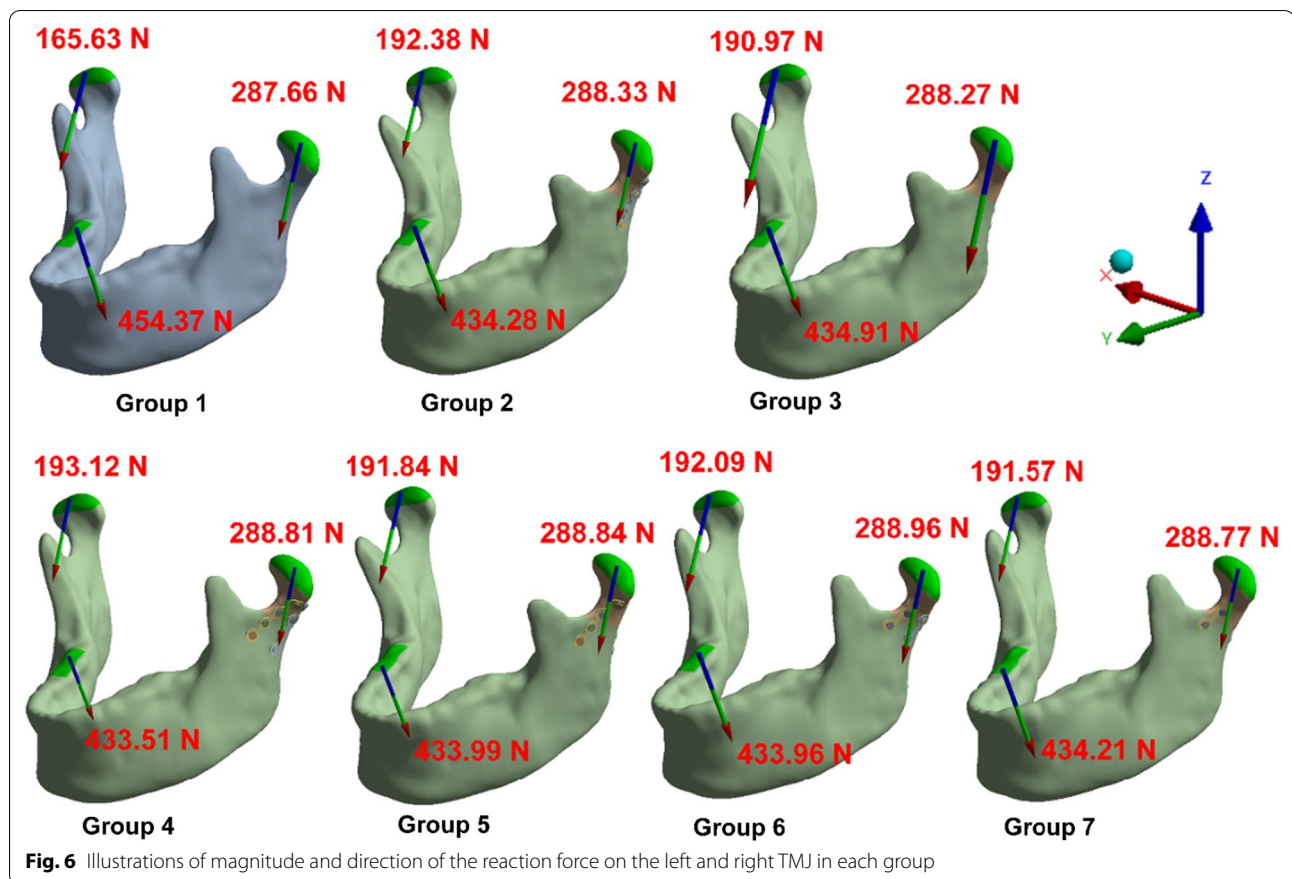 165.63 N
287.66 N
454.37 N
Group 1
192.38 N
288.33 N
434.28 N
Group 2
190.97 N
288.27 N
434.91 N
Group 3
Z
X
Y
193.12 N
288.81 N
433.51 N
Group 4
191.84 N
288.84 N
433.99 N
Group 5
192.09 N
288.96 N
433.96 N
Group 6
191.57 N
288.77 N
434.21 N
Group 7
Fig. 6 Illustrations of magnitude and direction of the reaction force on the left and right TMJ in each group